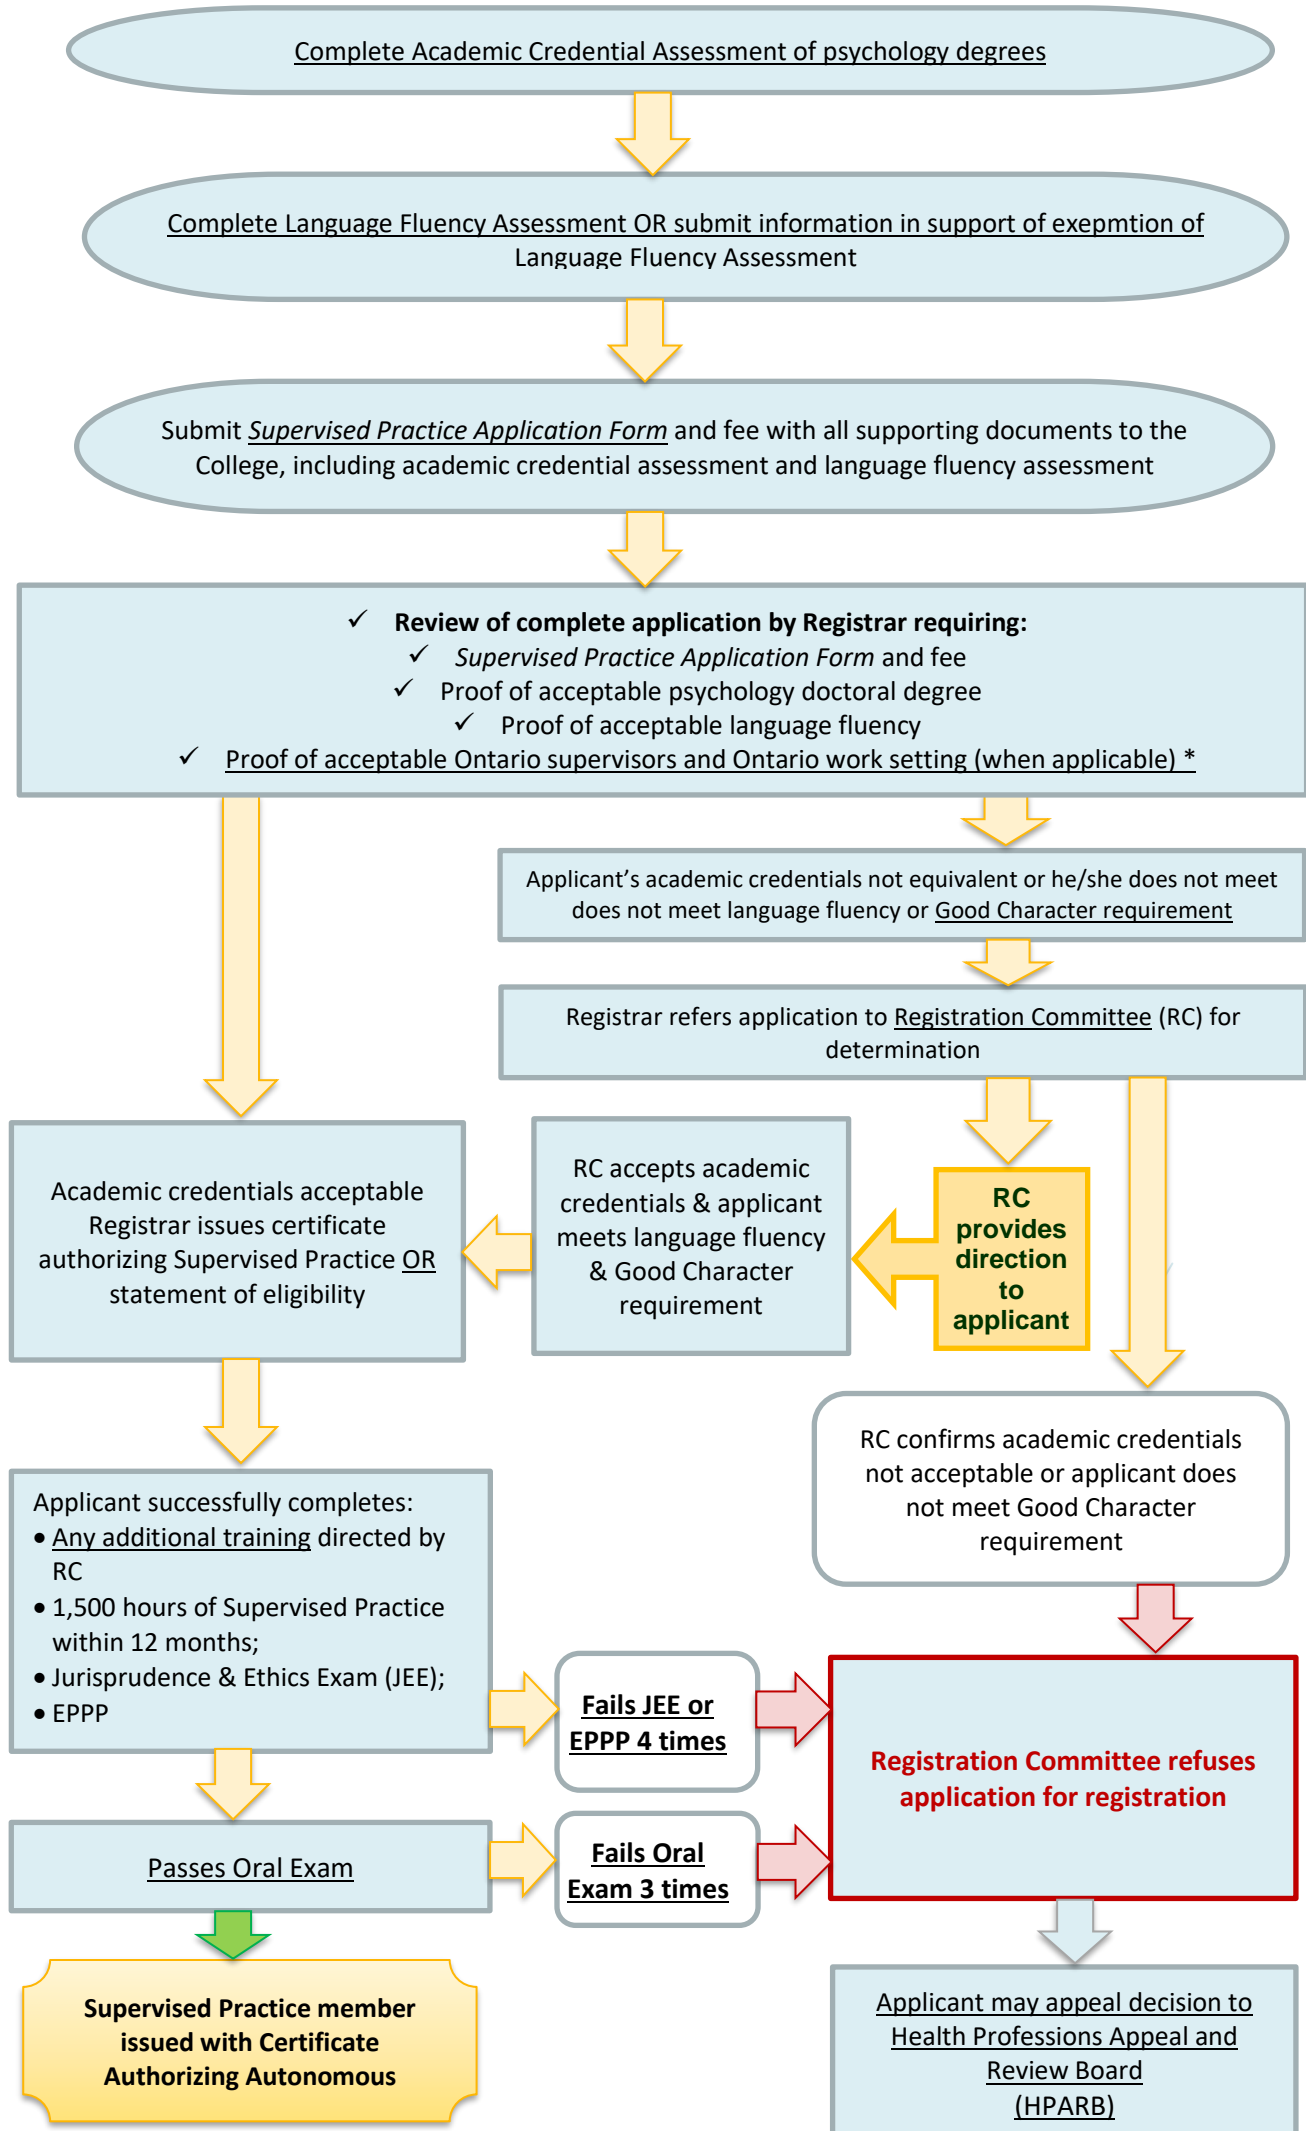 Complete Academic Credential Assessment of psychology degrees
Complete Language Fluency Assessment OR submit information in support of exepmtion of
Language Fluency Assessment
Submit Supervised Practice Application Form and fee with all supporting documents to the
College, including academic credential assessment and language fluency assessment
✓ Review of complete application by Registrar requiring:
✓ Supervised Practice Application Form and fee
✓ Proof of acceptable psychology doctoral degree
✓ Proof of acceptable language fluency
✓ Proof of acceptable Ontario supervisors and Ontario work setting (when applicable) *
Applicant's academic credentials not equivalent or he/she does not meet
does not meet language fluency or Good Character requirement
Registrar refers application to Registration Committee (RC) for
determination
Academic credentials acceptable
Registrar issues certificate
authorizing Supervised Practice OR
statement of eligibility
RC accepts academic
credentials & applicant
meets language fluency
& Good Character
requirement
RC
provides
direction
to
applicant
RC confirms academic credentials
not acceptable or applicant does
not meet Good Character
requirement
Applicant successfully completes:
• Any additional training directed by
RC
• 1,500 hours of Supervised Practice
within 12 months;
• Jurisprudence & Ethics Exam (JEE);
• EPPP
Fails JEE or
EPPP 4 times
Registration Committee refuses
application for registration
Passes Oral Exam
Fails Oral
Exam 3 times
Supervised Practice member
issued with Certificate
Authorizing Autonomous
Applicant may appeal decision to
Health Professions Appeal and
Review Board
(HPARB)